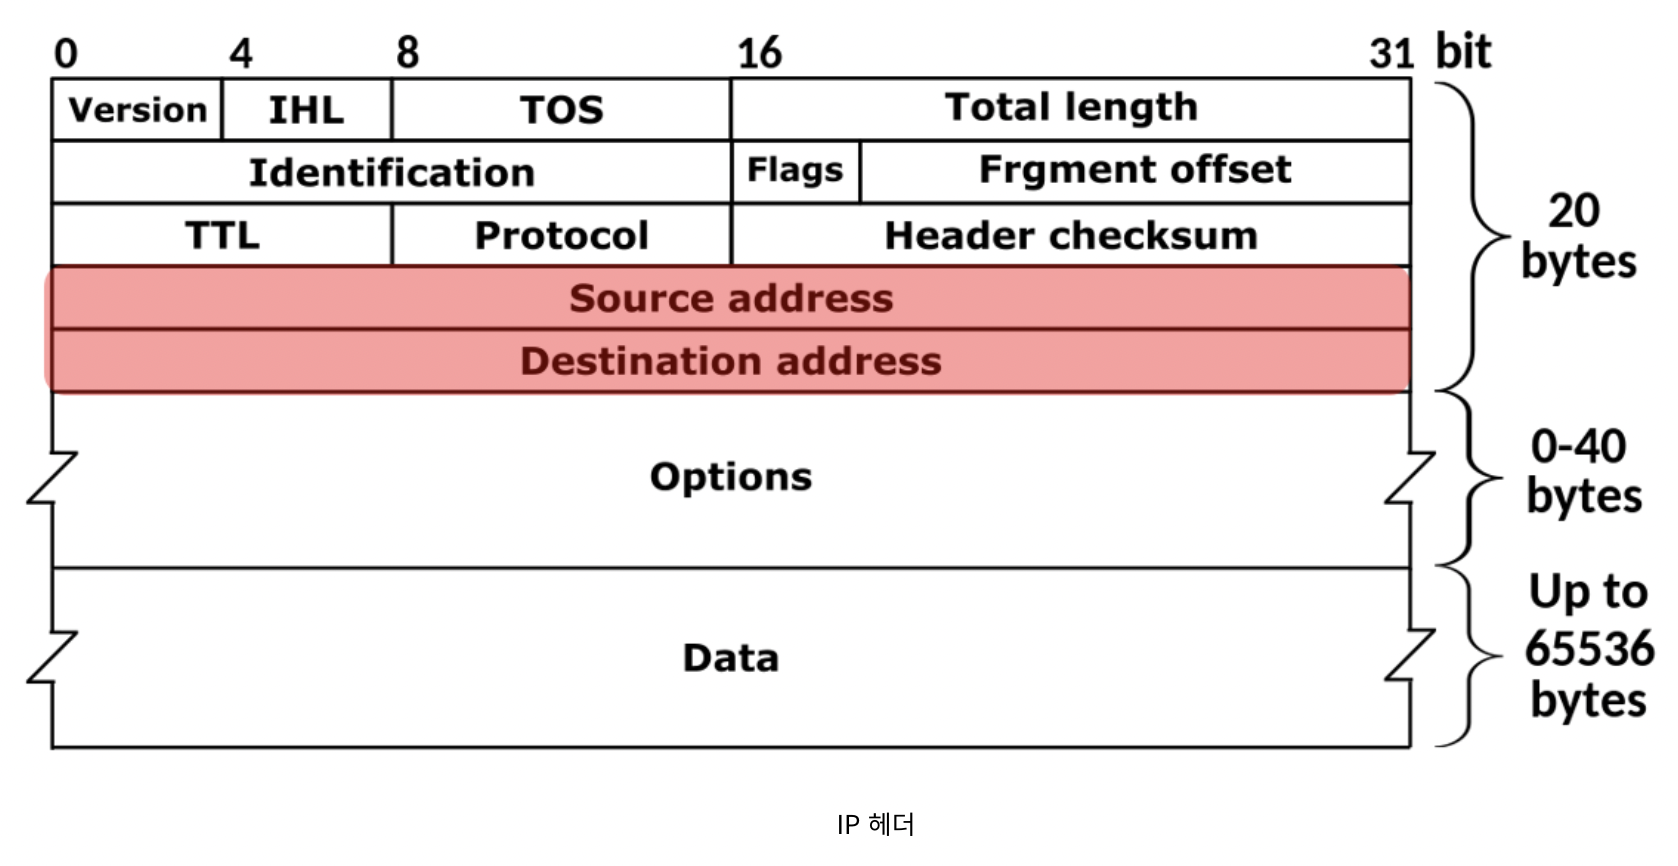 0 4 8 16 31 bit
Version IHL TOS Total length
Identification Flags Frgment offset
TTL Protocol Header checksum
Source address
Destination address
20
bytes
Options
0-40
bytes
Data
Up to
65536
bytes
IP 헤더